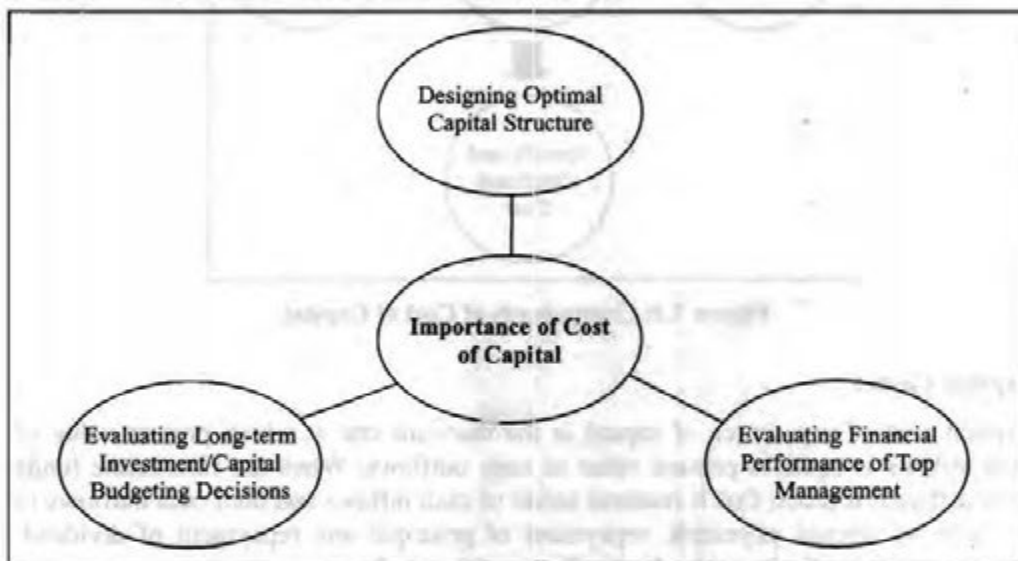 Designing Optimal
Capital Structure
Importance of Cost
of Capital
Evaluating Long-term
Investment/Capital
Budgeting Decisions
Evaluating Financial
Performance of Top
Management